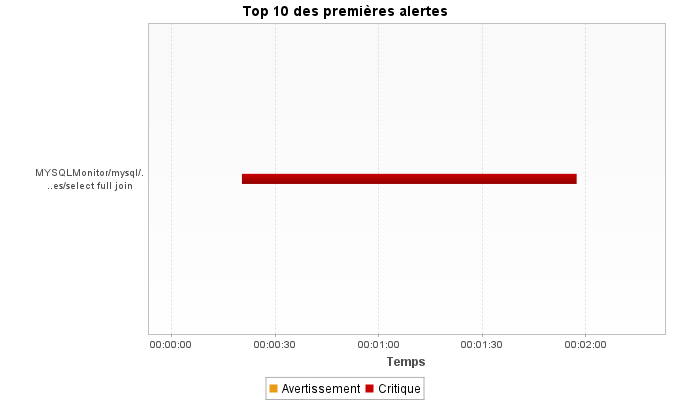 Top 10 des premières alertes
MYSQLMonitor/mysql/.
..es/select full join
00:00:00 00:00:30 00:01:00 00:01:30 00:02:00
Temps
Avertissement Critique